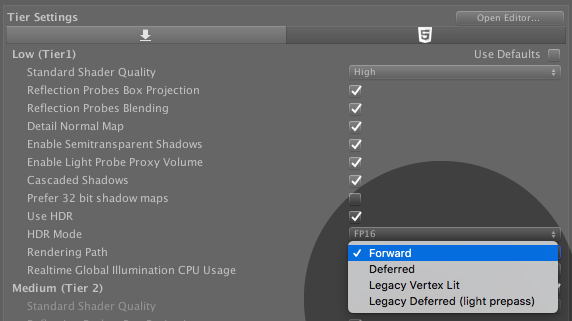 Tier Settings
Open Editor...
Low (Tier1)
Use Defaults
Standard Shader Quality
High
Reflection Probes Box Projection
Reflection Probes Blending
Detail Normal Map
Enable Semitransparent Shadows
Enable Light Probe Proxy Volume
Cascaded Shadows
Prefer 32 bit shadow maps
Use HDR
HDR Mode
FP16
Rendering Path
Forward
Deferred
Realtime Global Illumination CPU Usage
Legacy Vertex Lit
Medium (Tier 2)
Legacy Deferred (light prepass)
Standard Shader Quality